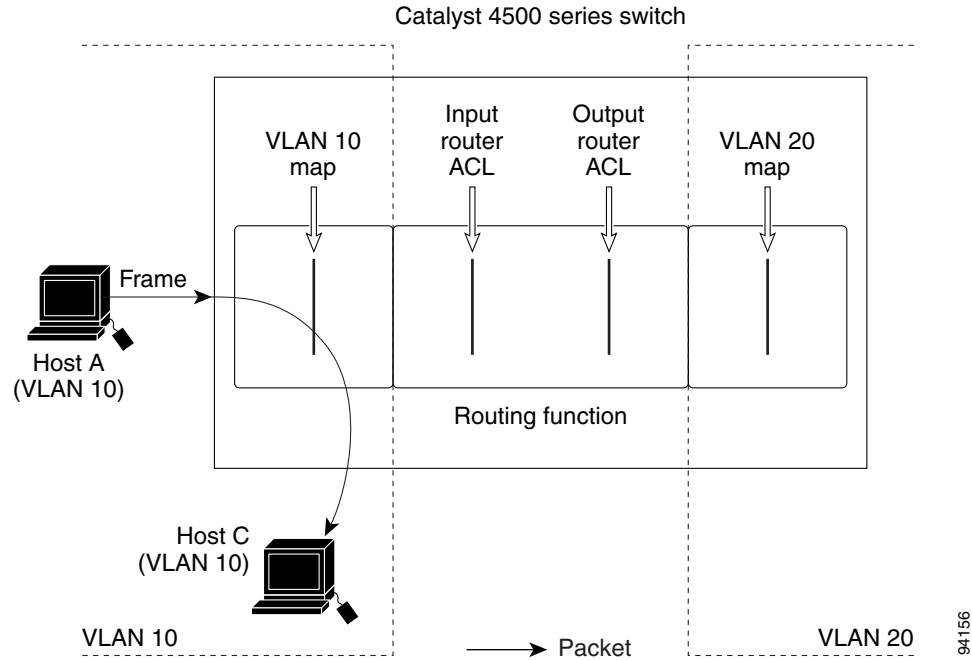 Catalyst 4500 series switch
VLAN 10
map
Input
router
ACL
Output
router
ACL
VLAN 20
map
Frame
Host A
(VLAN 10)
Routing function
Host C
(VLAN 10)
VLAN 10
Packet
VLAN 20
94156